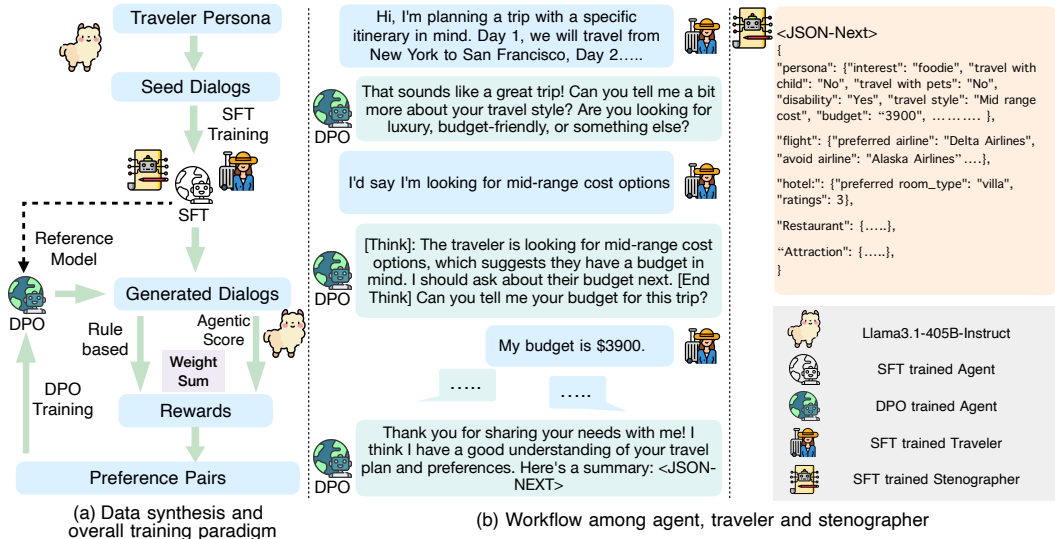 Traveler Persona
Seed Dialogs
SFT
Training
SFT
Reference
Model
DPO
Generated Dialogs
Rule
based
Agentic
Score
Weight
Sum
DPO
Training
Rewards
Preference Pairs
(a) Data synthesis and
overall training paradigm
Hi, I'm planning a trip with a specific
itinerary in mind. Day 1, we will travel from
New York to San Francisco, Day 2.....
That sounds like a great trip! Can you tell me a bit
more about your travel style? Are you looking for
luxury, budget-friendly, or something else?
DPO
I'd say I'm looking for mid-range cost options
[Think]: The traveler is looking for mid-range cost
options, which suggests they have a budget in
mind. I should ask about their budget next. [End
Think] Can you tell me your budget for this trip?
DPO
My budget is $3900.
.....
.....
Thank you for sharing your needs with me! I
think I have a good understanding of your travel
plan and preferences. Here's a summary: <JSON-
NEXT>
DPO
(b) Workflow among agent, traveler and stenographer
<JSON-Next>
{
"persona": {"interest": "foodie", "travel with
child": "No", "travel with pets": "No",
"disability": "Yes", "travel style": "Mid range
cost", "budget": “3900", ... ... .... },
"flight": {"preferred airline": "Delta Airlines",
"avoid airline": "Alaska Airlines” ....},
"hotel:": {"preferred room_type": "villa",
"ratings": 3},
"Restaurant": {.....},
“Attraction": {.....},
}
Llama3.1-405B-Instruct
SFT trained Agent
DPO trained Agent
SFT trained Traveler
SFT trained Stenographer